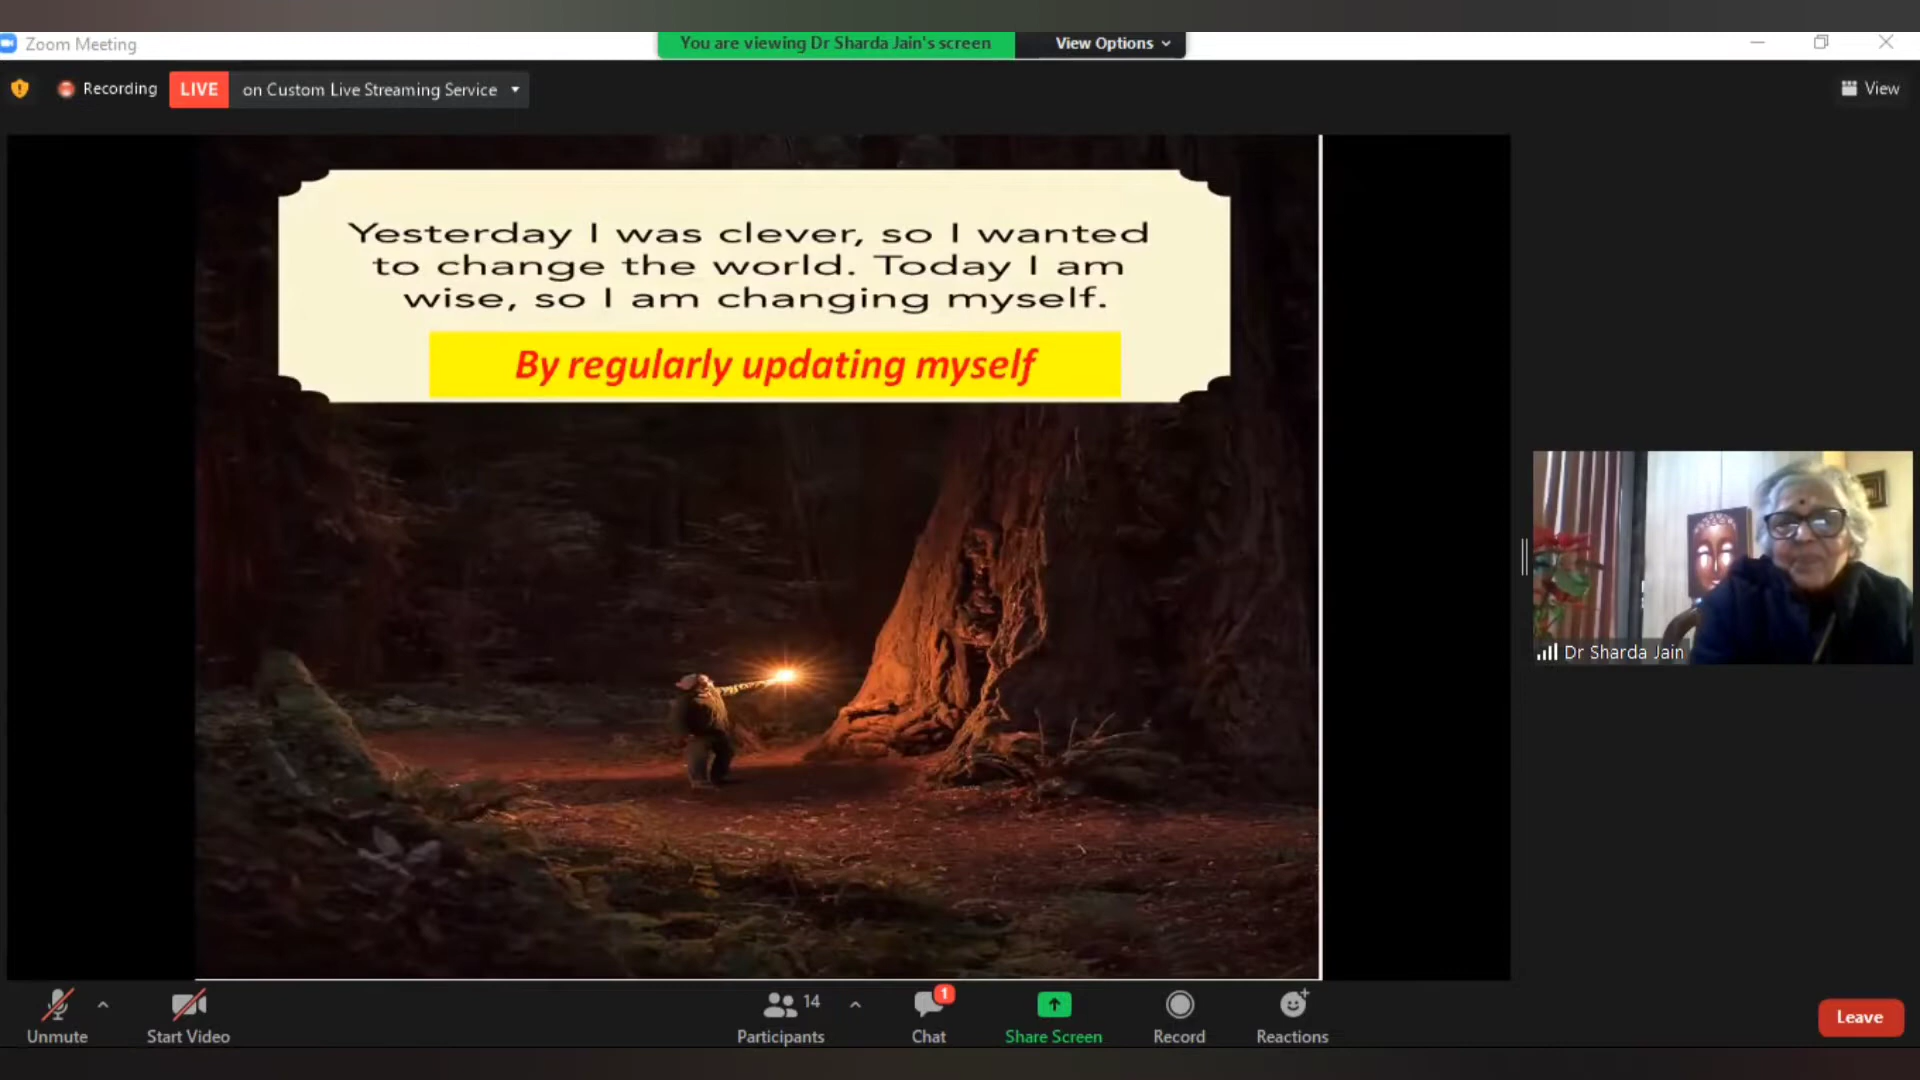 Zoom Meeting
You are viewing Dr Sharda Jain's screen
View Options
Recording
LIVE
on Custom Live Streaming Service
View
Yesterday I was clever, so I wanted
to change the world. Today I am
wise, so I am changing myself.
By regularly updating myself
Dr Sharda Jain
Unmute
Start Video
14
Participants
1
Chat
Share Screen
Record
Reactions
Leave